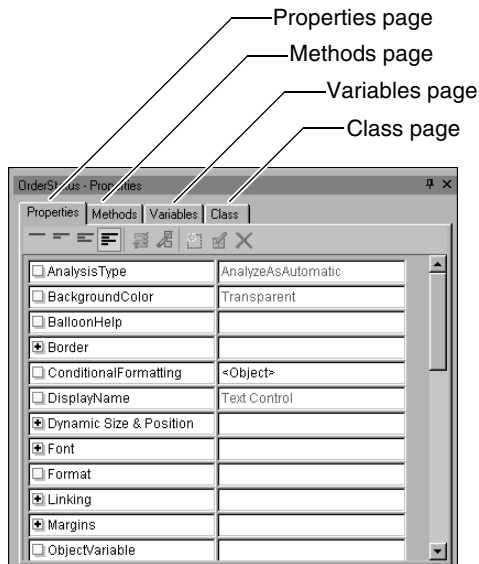 Properties page
Methods page
Variables page
Class page
OrderStatus - Properties
Properties Methods Variables Class
AnalysisType AnalyzeAsAutomatic
BackgroundColor Transparent
BalloonHelp
Border
ConditionalFormatting <Object>
DisplayName Text Control
Dynamic Size & Position
Font
Format
Linking
Margins
ObjectVariable